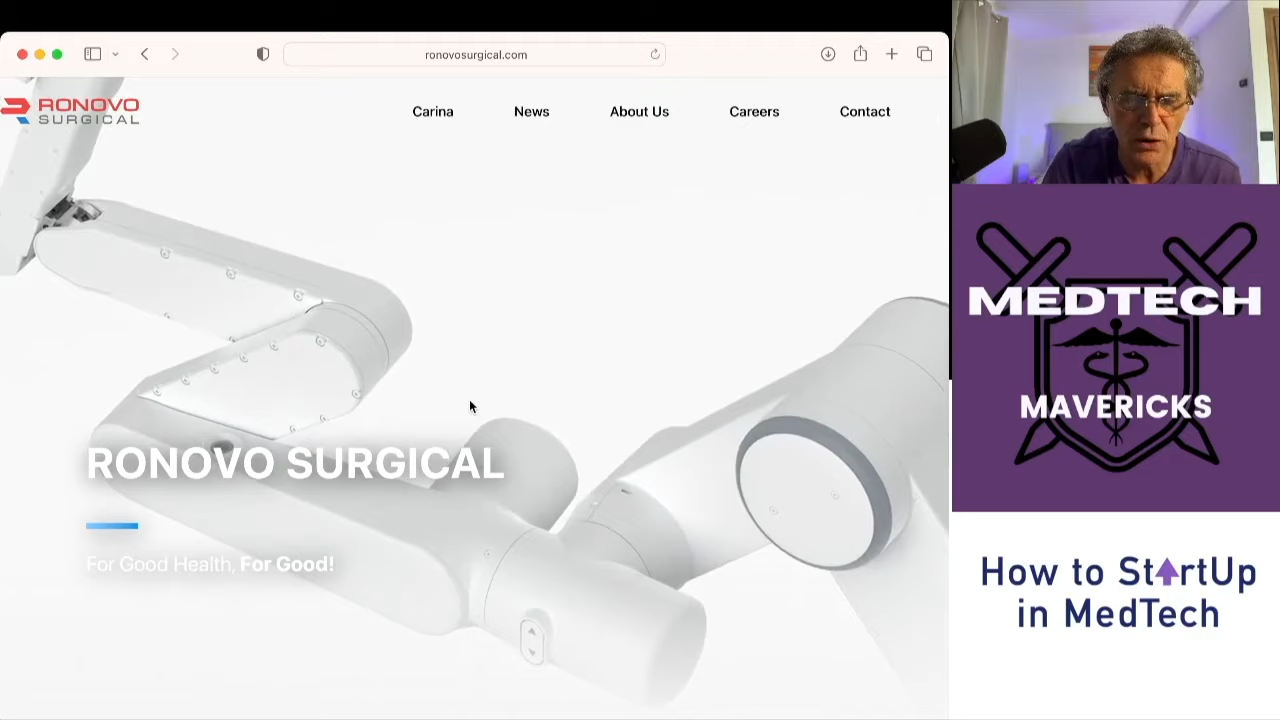 ronovosurgical.com
RONOVO
SURGICAL
Carina
News
About Us
Careers
Contact
RONOVO SURGICAL
For Good Health, For Good!
MEDTECH
MAVERICKS
How to StartUp
in MedTech